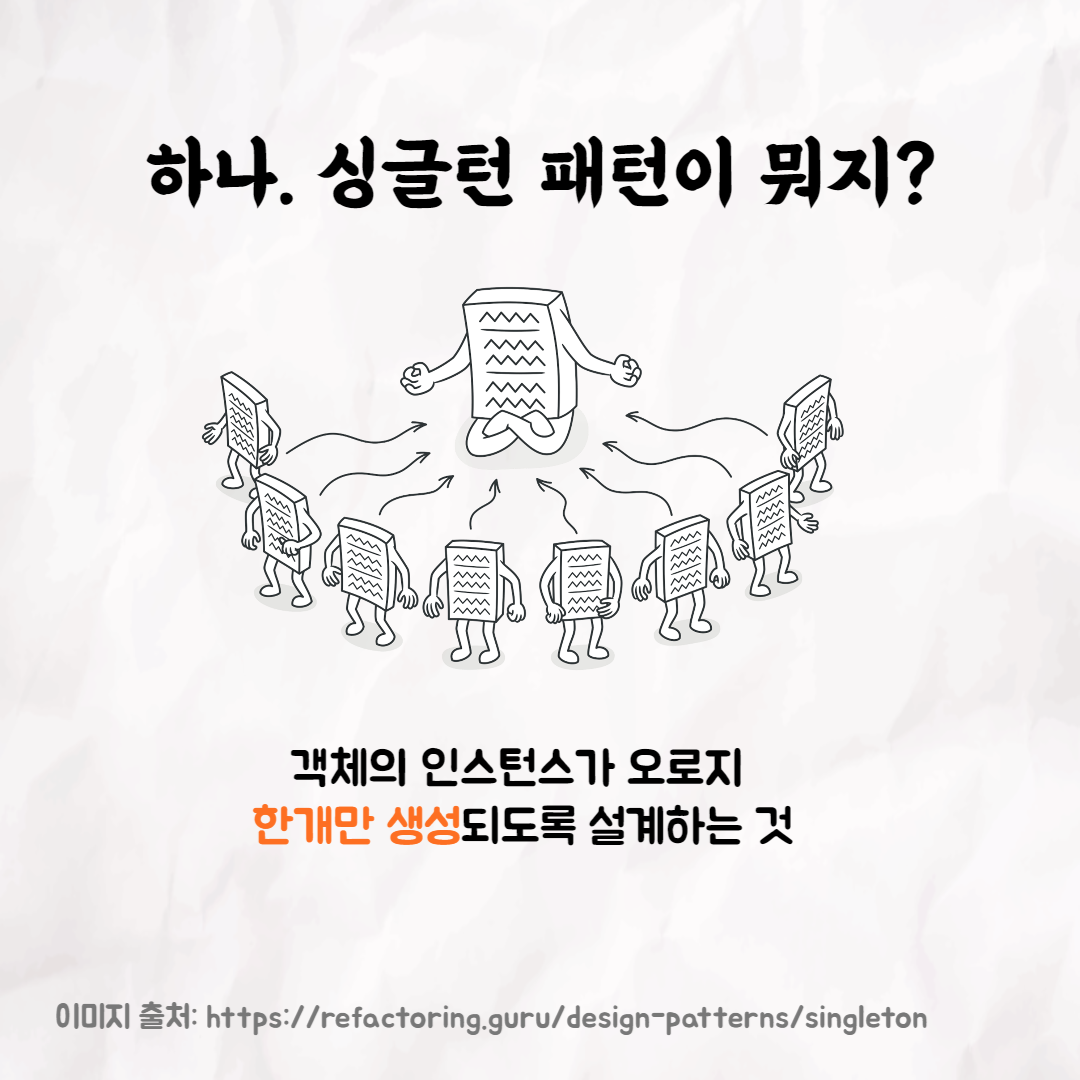 하나. 싱글턴 패턴이 뭐지?
객체의 인스턴스가 오로지
한개만 생성되도록 설계하는 것
이미지 출처: https://refactoring.guru/design-patterns/singleton